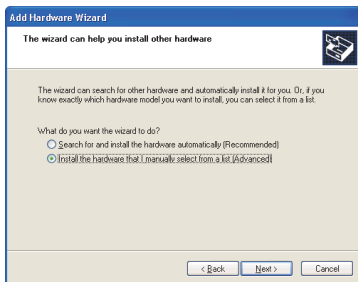 Add Hardware Wizard
The wizard can help you install other hardware
The wizard can search for other hardware and automatically install it for you. Or, if you
know exactly which hardware model you want to install, you can select it from a list.
What do you want the wizard to do?
Search for and install the hardware automatically (Recommended)
Install the hardware that I manually select from a list (Advanced)
< Back Next > Cancel